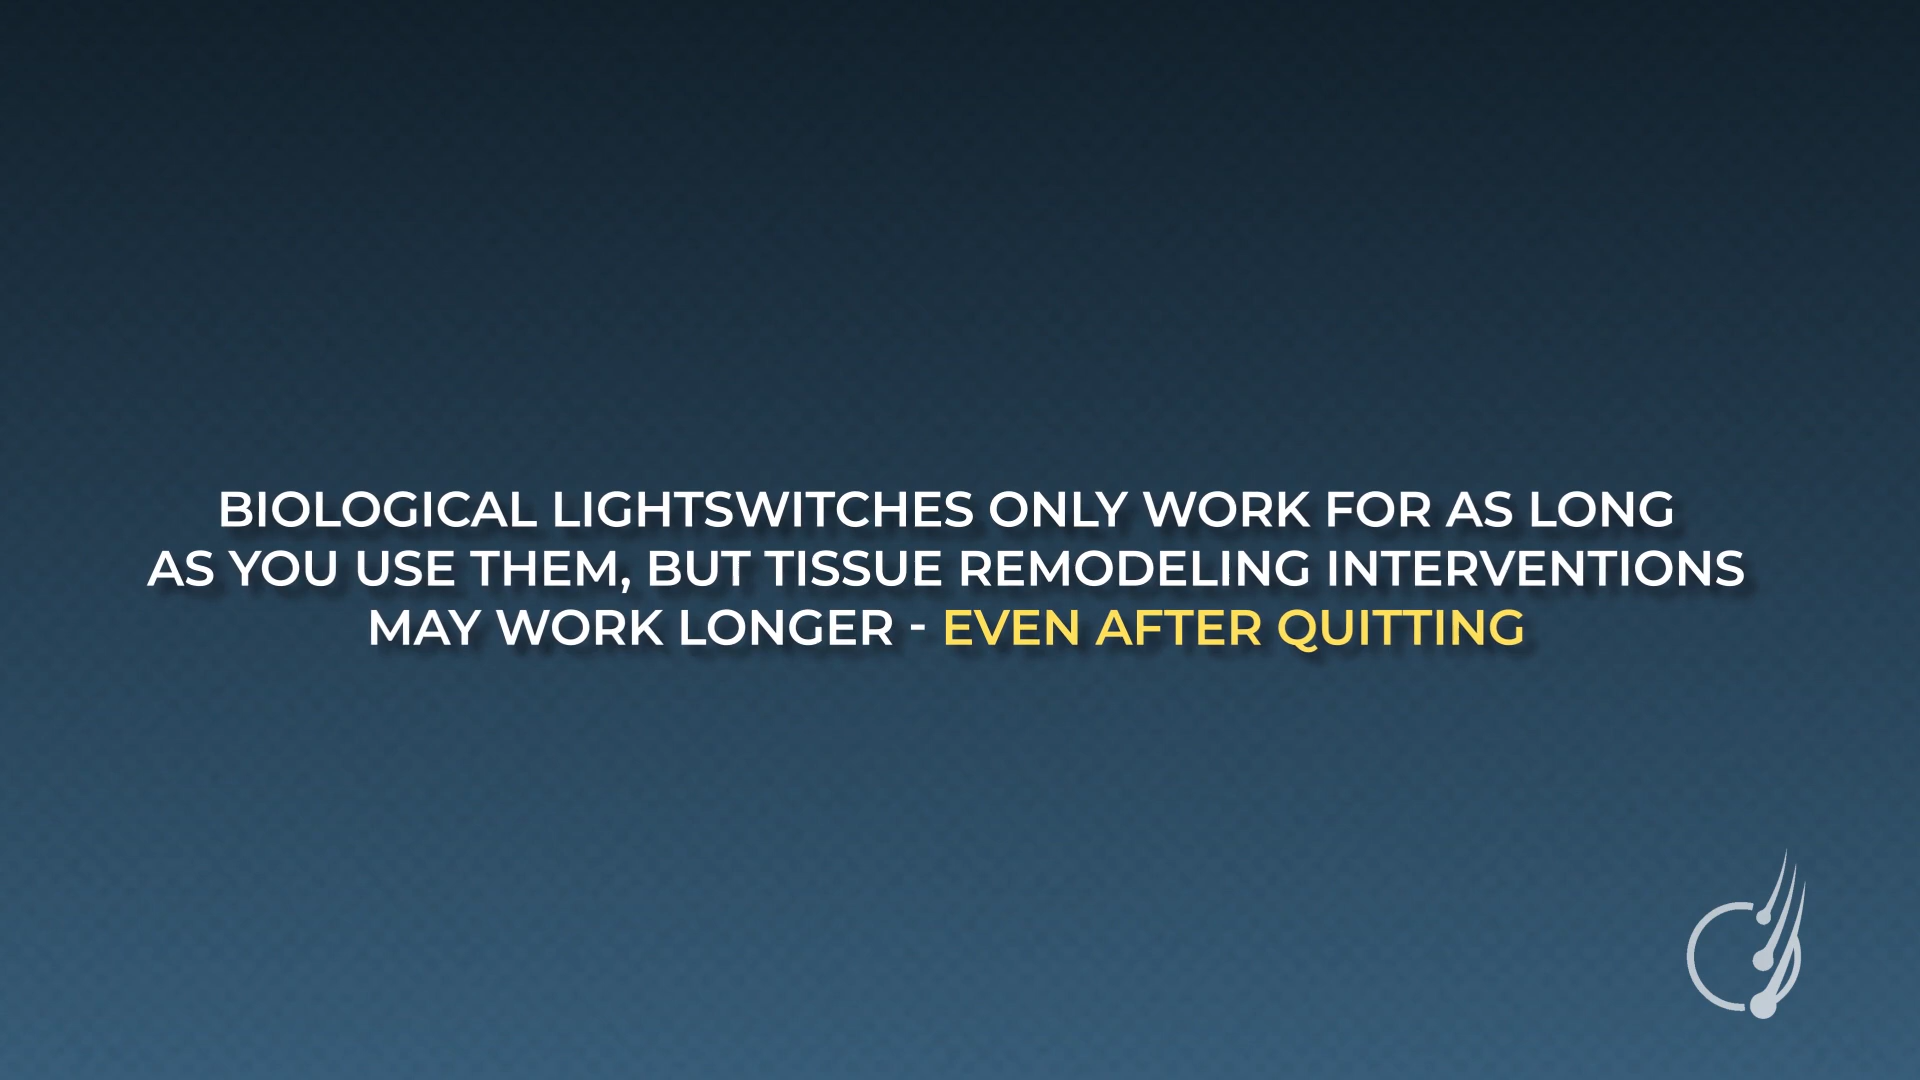 BIOLOGICAL LIGHTSWITCHES ONLY WORK FOR AS LONG
AS YOU USE THEM, BUT TISSUE REMODELING INTERVENTIONS
MAY WORK LONGER - EVEN AFTER QUITTING